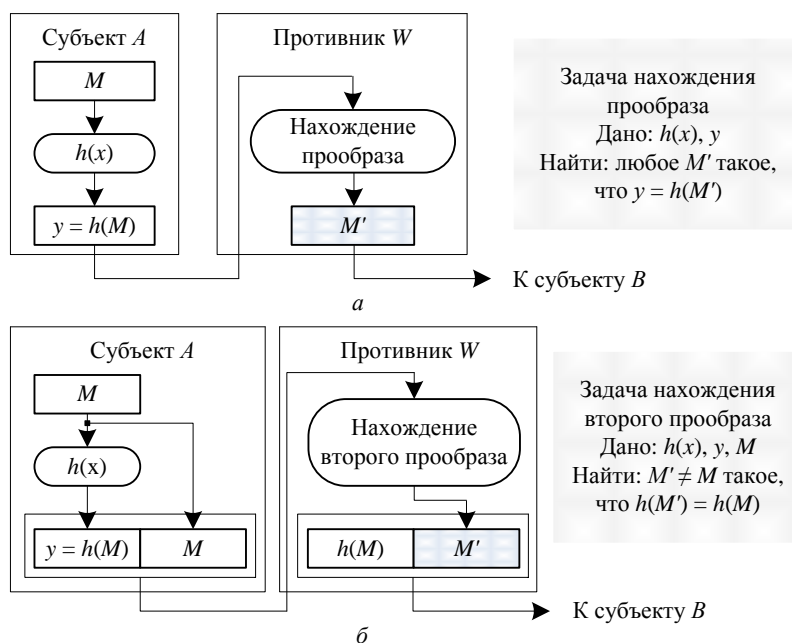 Субъект A
M
h(x)
y = h(M)
Противник W
Нахождение
прообраза
M'
Задача нахождения
прообраза
Дано: h(x), y
Найти: любое M' такое,
что y = h(M')
К субъекту B
а
Субъект A
M
h(x)
y = h(M)
M
Противник W
Нахождение
второго прообраза
h(M)
M'
Задача нахождения
второго прообраза
Дано: h(x), y, M
Найти: M' ≠ M такое,
что h(M') = h(M)
К субъекту B
б